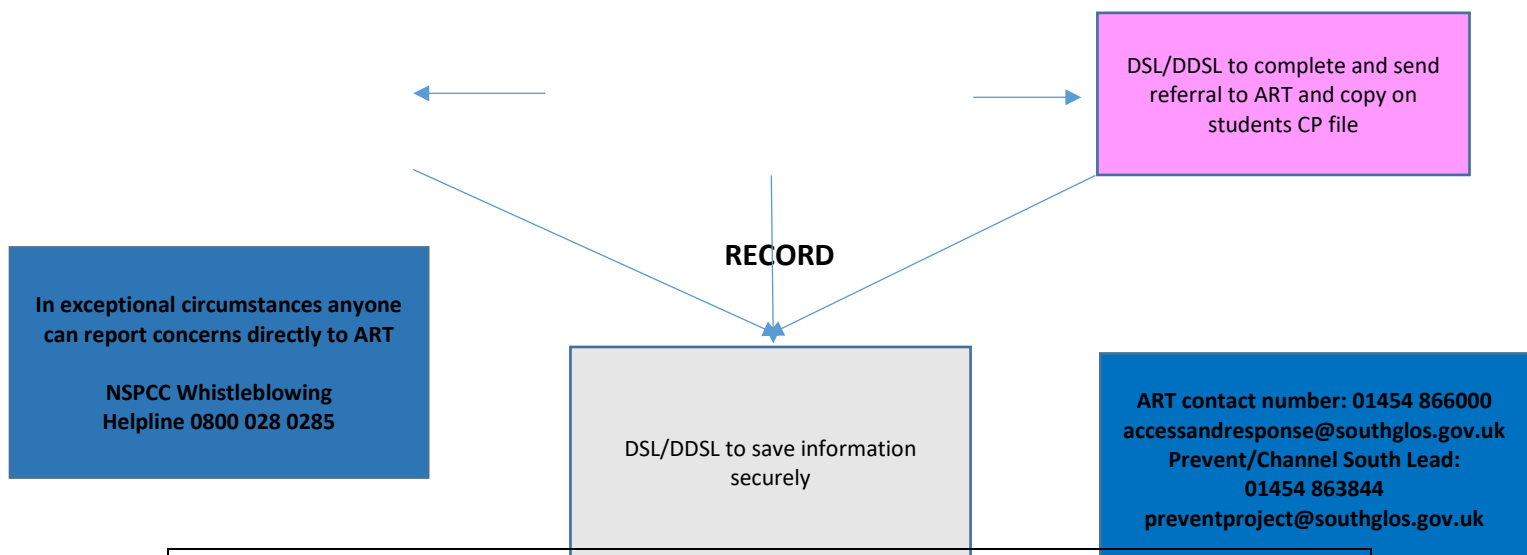 DSL/DDSL to complete and send
referral to ART and copy on
students CP file
RECORD
In exceptional circumstances anyone
can report concerns directly to ART
NSPCC Whistleblowing
Helpline 0800 028 0285
DSL/DDSL to save information
securely
ART contact number: 01454 866000
accessandresponse@southglos.gov.uk
Prevent/Channel South Lead:
01454 863844
preventproject@southglos.gov.uk